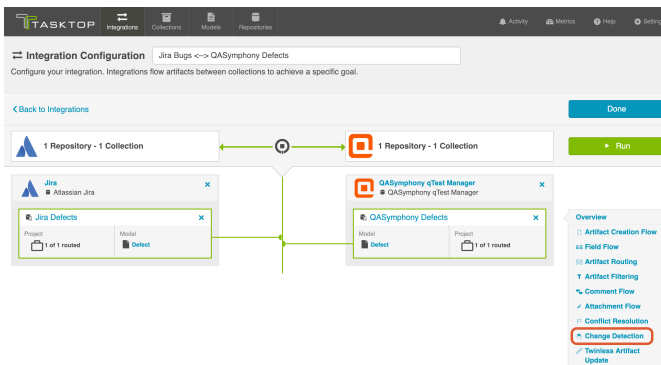 TASKTOP
Integrations
Collections
Models
Repositories
Activity
Metrics
Help
Setting
Integration Configuration
Jira Bugs <--> QASymphony Defects
Configure your integration. Integrations flow artifacts between collections to achieve a specific goal.
Back to Integrations
Done
1 Repository - 1 Collection
1 Repository - 1 Collection
Run
Jira
Atlassian Jira
Jira Defects
Project
1 of 1 routed
Model
Defect
QASymphony qTest Manager
QASymphony qTest Manager
QASymphony Defects
Model
Defect
Project
1 of 1 routed
Overview
Artifact Creation Flow
Field Flow
Artifact Routing
Artifact Filtering
Comment Flow
Attachment Flow
Conflict Resolution
Change Detection
Twinless Artifact
Update